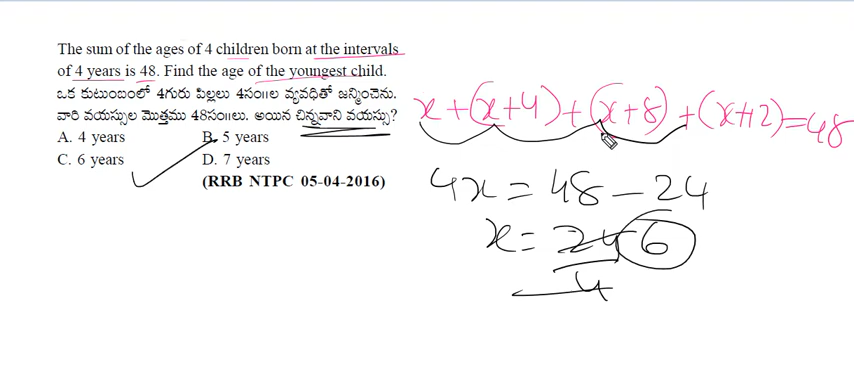 The sum of the ages of 4 children born at the intervals
of 4 years is 48. Find the age of the youngest child.
ఒక కుటుంబంలో 4గురు పిల్లలు 4సం॥ల వ్యవధితో జన్మించెను.
వారి వయస్సుల మొత్తము 48సం॥లు. అయిన చిన్నవాని వయస్సు?
A. 4 years B. 5 years
C. 6 years D. 7 years
(RRB NTPC 05-04-2016)
x + (x+4) + (x+8) + (x+12) = 48
4x = 48 - 24
x = 24 6
4